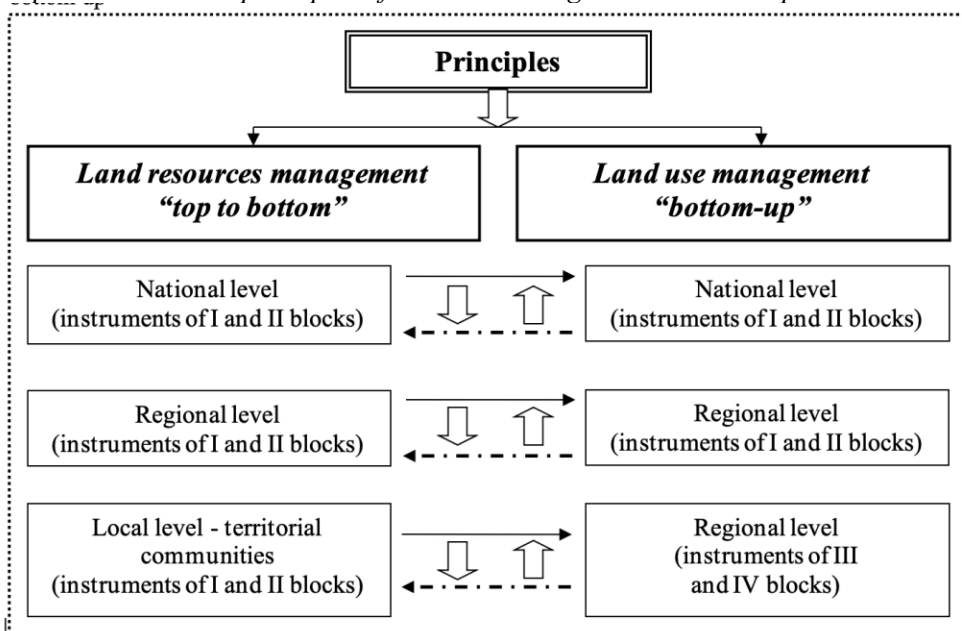 Principles
Land resources management
“top to bottom”
Land use management
“bottom-up”
National level
(instruments of I and II blocks)
National level
(instruments of I and II blocks)
Regional level
(instruments of I and II blocks)
Regional level
(instruments of I and II blocks)
Local level - territorial
communities
(instruments of I and II blocks)
Regional level
(instruments of III
and IV blocks)